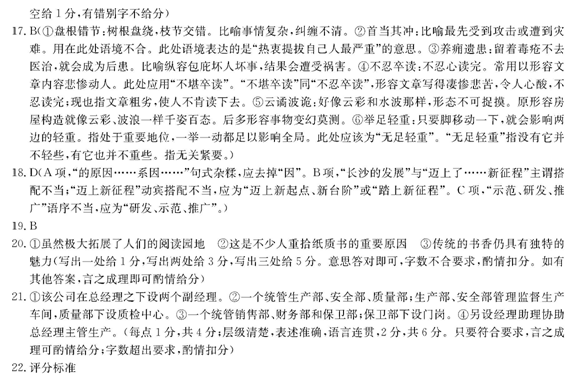 空给1分,有错别字不给分)
17. B(①盘根错节:树根盘绕,枝节交错。比喻事情复杂,纠缠不清。②首当其冲:比喻最先受到攻击或遭到灾
难。用在此处语境不合。此处语境表达的是“热衷提拔自己人最严重”的意思。③养痈遗患:留着毒疮不去
医治,就会成为后患。比喻纵容包庇坏人坏事,结果会遭受祸害。④不忍卒读:不忍心读完。常用以形容文
章内容悲惨动人。此处应用“不堪卒读”。“不堪卒读”同“不忍卒读”,形容文章写得凄惨悲苦,令人心酸,不
忍读完;现也指文章粗劣,使人不肯读下去。⑤云谲波诡:好像云彩和水波那样,形态不可捉摸。原形容房
屋构造就像云彩、波浪一样千姿百态。后多形容事物变幻莫测。⑥举足轻重:只要脚移动一下,就会影响两
边的轻重。指处于重要地位,一举一动都足以影响全局。此处应该为“无足轻重”。“无足轻重”指没有它并
不轻些,有它也并不重些。指无关紧要。)
18. D(A项,“的原因……系因……”句式杂糅,应去掉“因”。B项,“长沙的发展”与“迈上了……新征程”主谓搭
配不当;“迈上新征程”动宾搭配不当,应为“迈上新起点、新台阶”或“踏上新征程”。C项,“示范、研发、推
广”语序不当,应为“研发、示范、推广”。)
19. B
20. ①虽然极大拓展了人们的阅读园地 ②这是不少人重拾纸质书的重要原因 ③传统的书香仍具有独特的
魅力(写出一处给1分,写出两处给3分,写出三处给5分。意思答对即可,字数不合要求,酌情扣分。如有
其他答案,言之成理即可酌情给分)
21. ①该公司在总经理之下设两个副经理。②一个统管生产部、安全部、质量部;生产部、安全部管理监督生产
车间,质量部下设质检中心。③一个统管销售部、财务部和保卫部;保卫部下设门岗。④另设经理助理协助
总经理主管生产。(每点1分,共4分;层级清楚,表述准确,语言连贯,2分,共6分。只要符合要求,言之成
理可酌情给分;字数超出要求,酌情扣分)
22. 评分标准